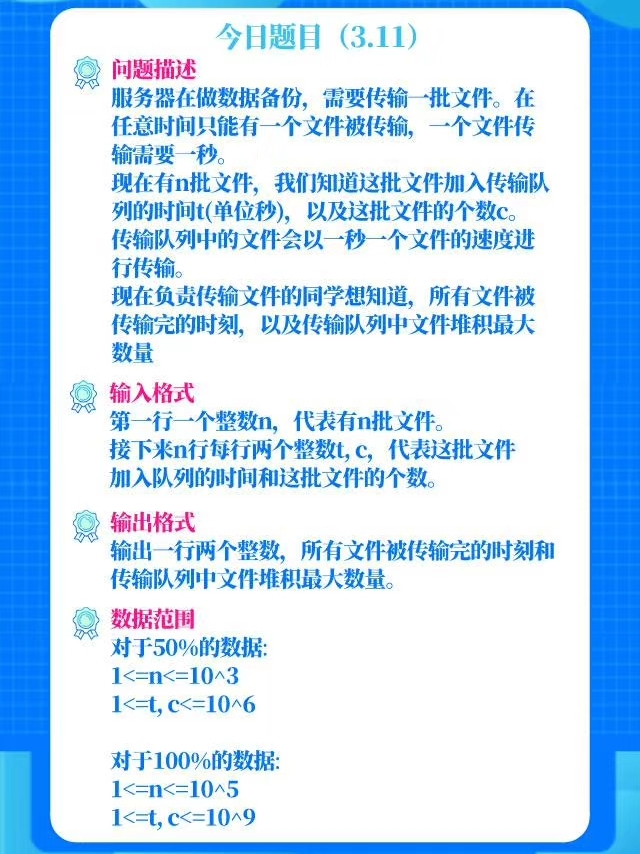 今日题目（3.11）
问题描述
服务器在做数据备份，需要传输一批文件。在
任意时间只能有一个文件被传输，一个文件传
输需要一秒。
现在有n批文件，我们知道这批文件加入传输队
列的时间t(单位秒)，以及这批文件的个数c。
传输队列中的文件会以一秒一个文件的速度进
行传输。
现在负责传输文件的同学想知道，所有文件被
传输完的时刻，以及传输队列中文件堆积最大
数量
输入格式
第一行一个整数n，代表有n批文件。
接下来n行每行两个整数t, c，代表这批文件
加入队列的时间和这批文件的个数。
输出格式
输出一行两个整数，所有文件被传输完的时刻和
传输队列中文件堆积最大数量。
数据范围
对于50%的数据:
1<=n<=10^3
1<=t, c<=10^6
对于100%的数据:
1<=n<=10^5
1<=t, c<=10^9